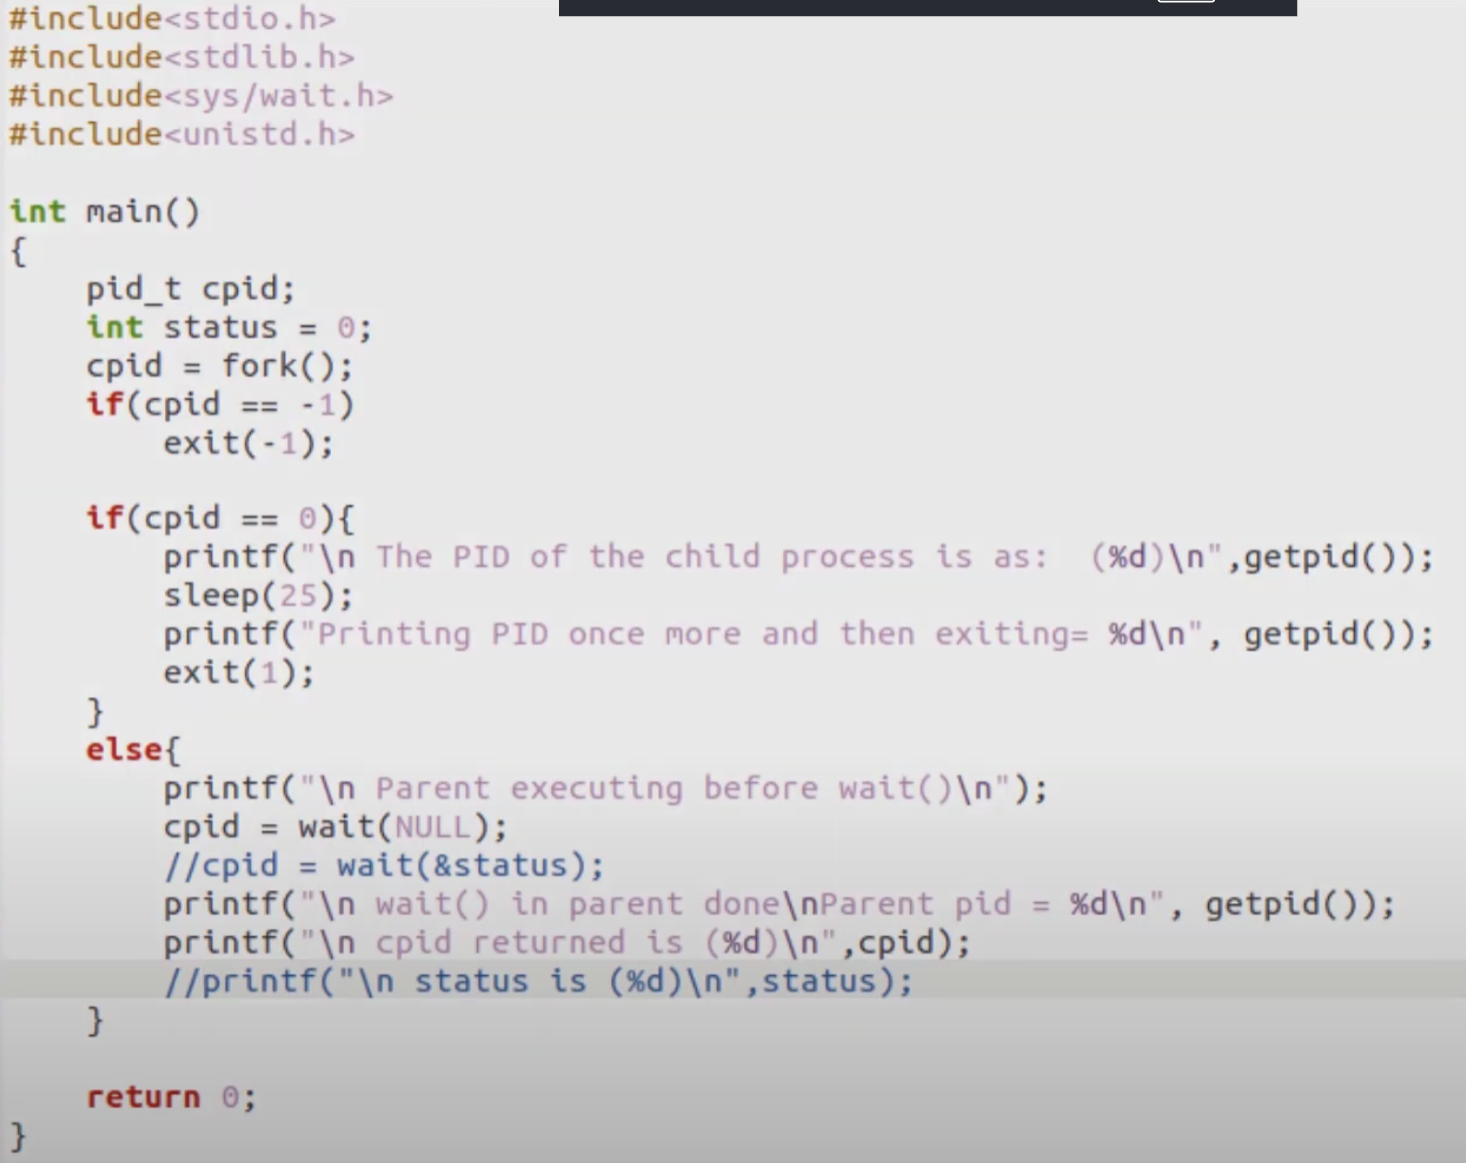 #include<stdio.h>
#include<stdlib.h>
#include<sys/wait.h>
#include<unistd.h>
int main()
{
    pid_t cpid;
    int status = 0;
    cpid = fork();
    if(cpid == -1)
        exit(-1);
    if(cpid == 0){
        printf("\n The PID of the child process is as:  (%d)\n",getpid());
        sleep(25);
        printf("Printing PID once more and then exiting= %d\n", getpid());
        exit(1);
    }
    else{
        printf("\n Parent executing before wait()\n");
        cpid = wait(NULL);
        //cpid = wait(&status);
        printf("\n wait() in parent done\nParent pid = %d\n", getpid());
        printf("\n cpid returned is (%d)\n",cpid);
        //printf("\n status is (%d)\n",status);
    }
    return 0;
}